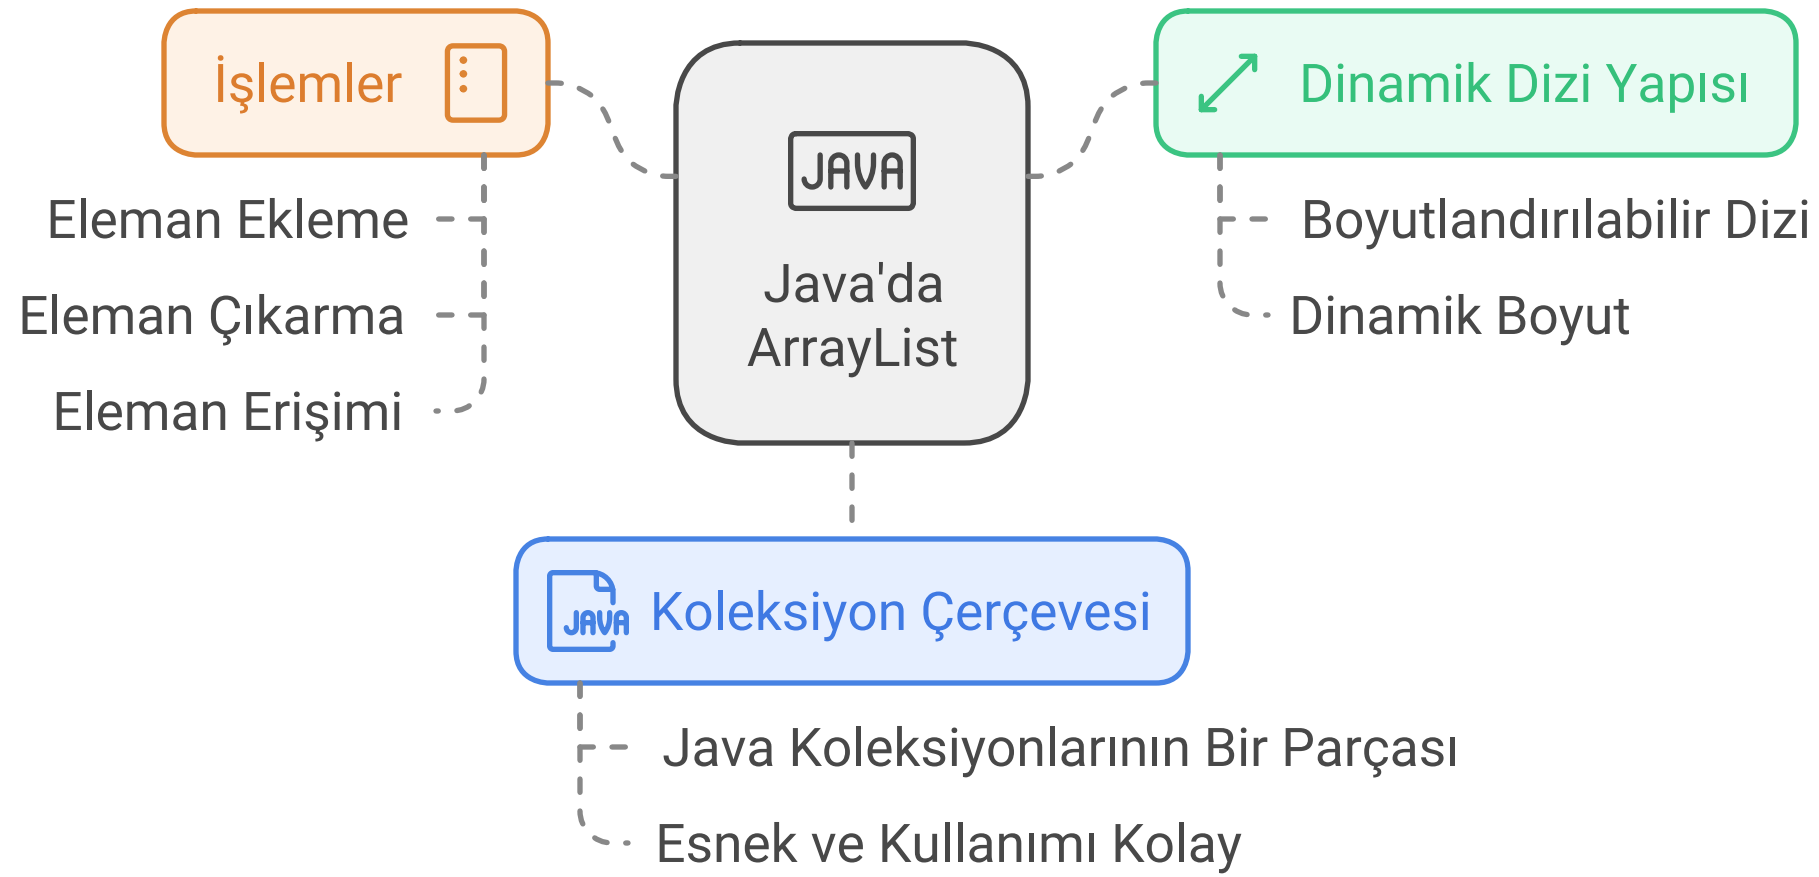 İşlemler
Eleman Ekleme
Eleman Çıkarma
Eleman Erişimi
JAVA
Java'da
ArrayList
Dinamik Dizi Yapısı
Boyutlandırılabilir Dizi
Dinamik Boyut
JAVA
Koleksiyon Çerçevesi
Java Koleksiyonlarının Bir Parçası
Esnek ve Kullanımı Kolay